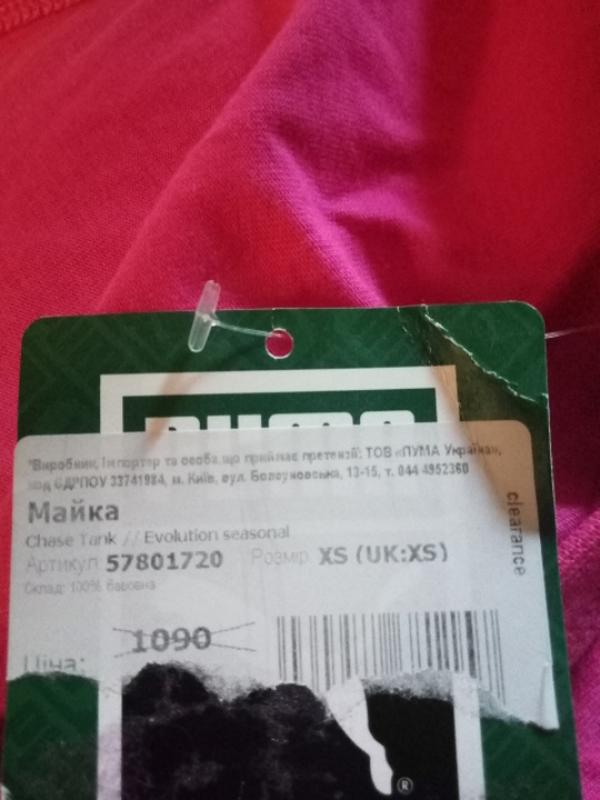 PUMA
*Виробник, імпортер та особа,що приймає претензії: ТОВ «ПУМА Україна»,
код ЄДРПОУ 33741984, м. Київ, вул. Болсуновська, 13-15, т. 044 4952360
Майка
Chase Tank // Evolution seasonal
Артикул 57801720 Розмір XS (UK:XS)
Склад: 100% бавовна
clearance
Ціна: 1090
®